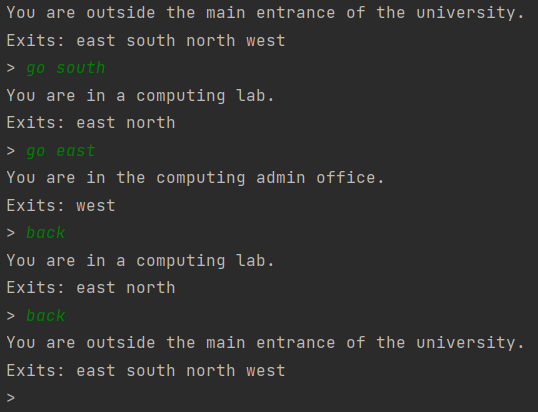 You are outside the main entrance of the university.
Exits: east south north west
> go south
You are in a computing lab.
Exits: east north
> go east
You are in the computing admin office.
Exits: west
> back
You are in a computing lab.
Exits: east north
> back
You are outside the main entrance of the university.
Exits: east south north west
>